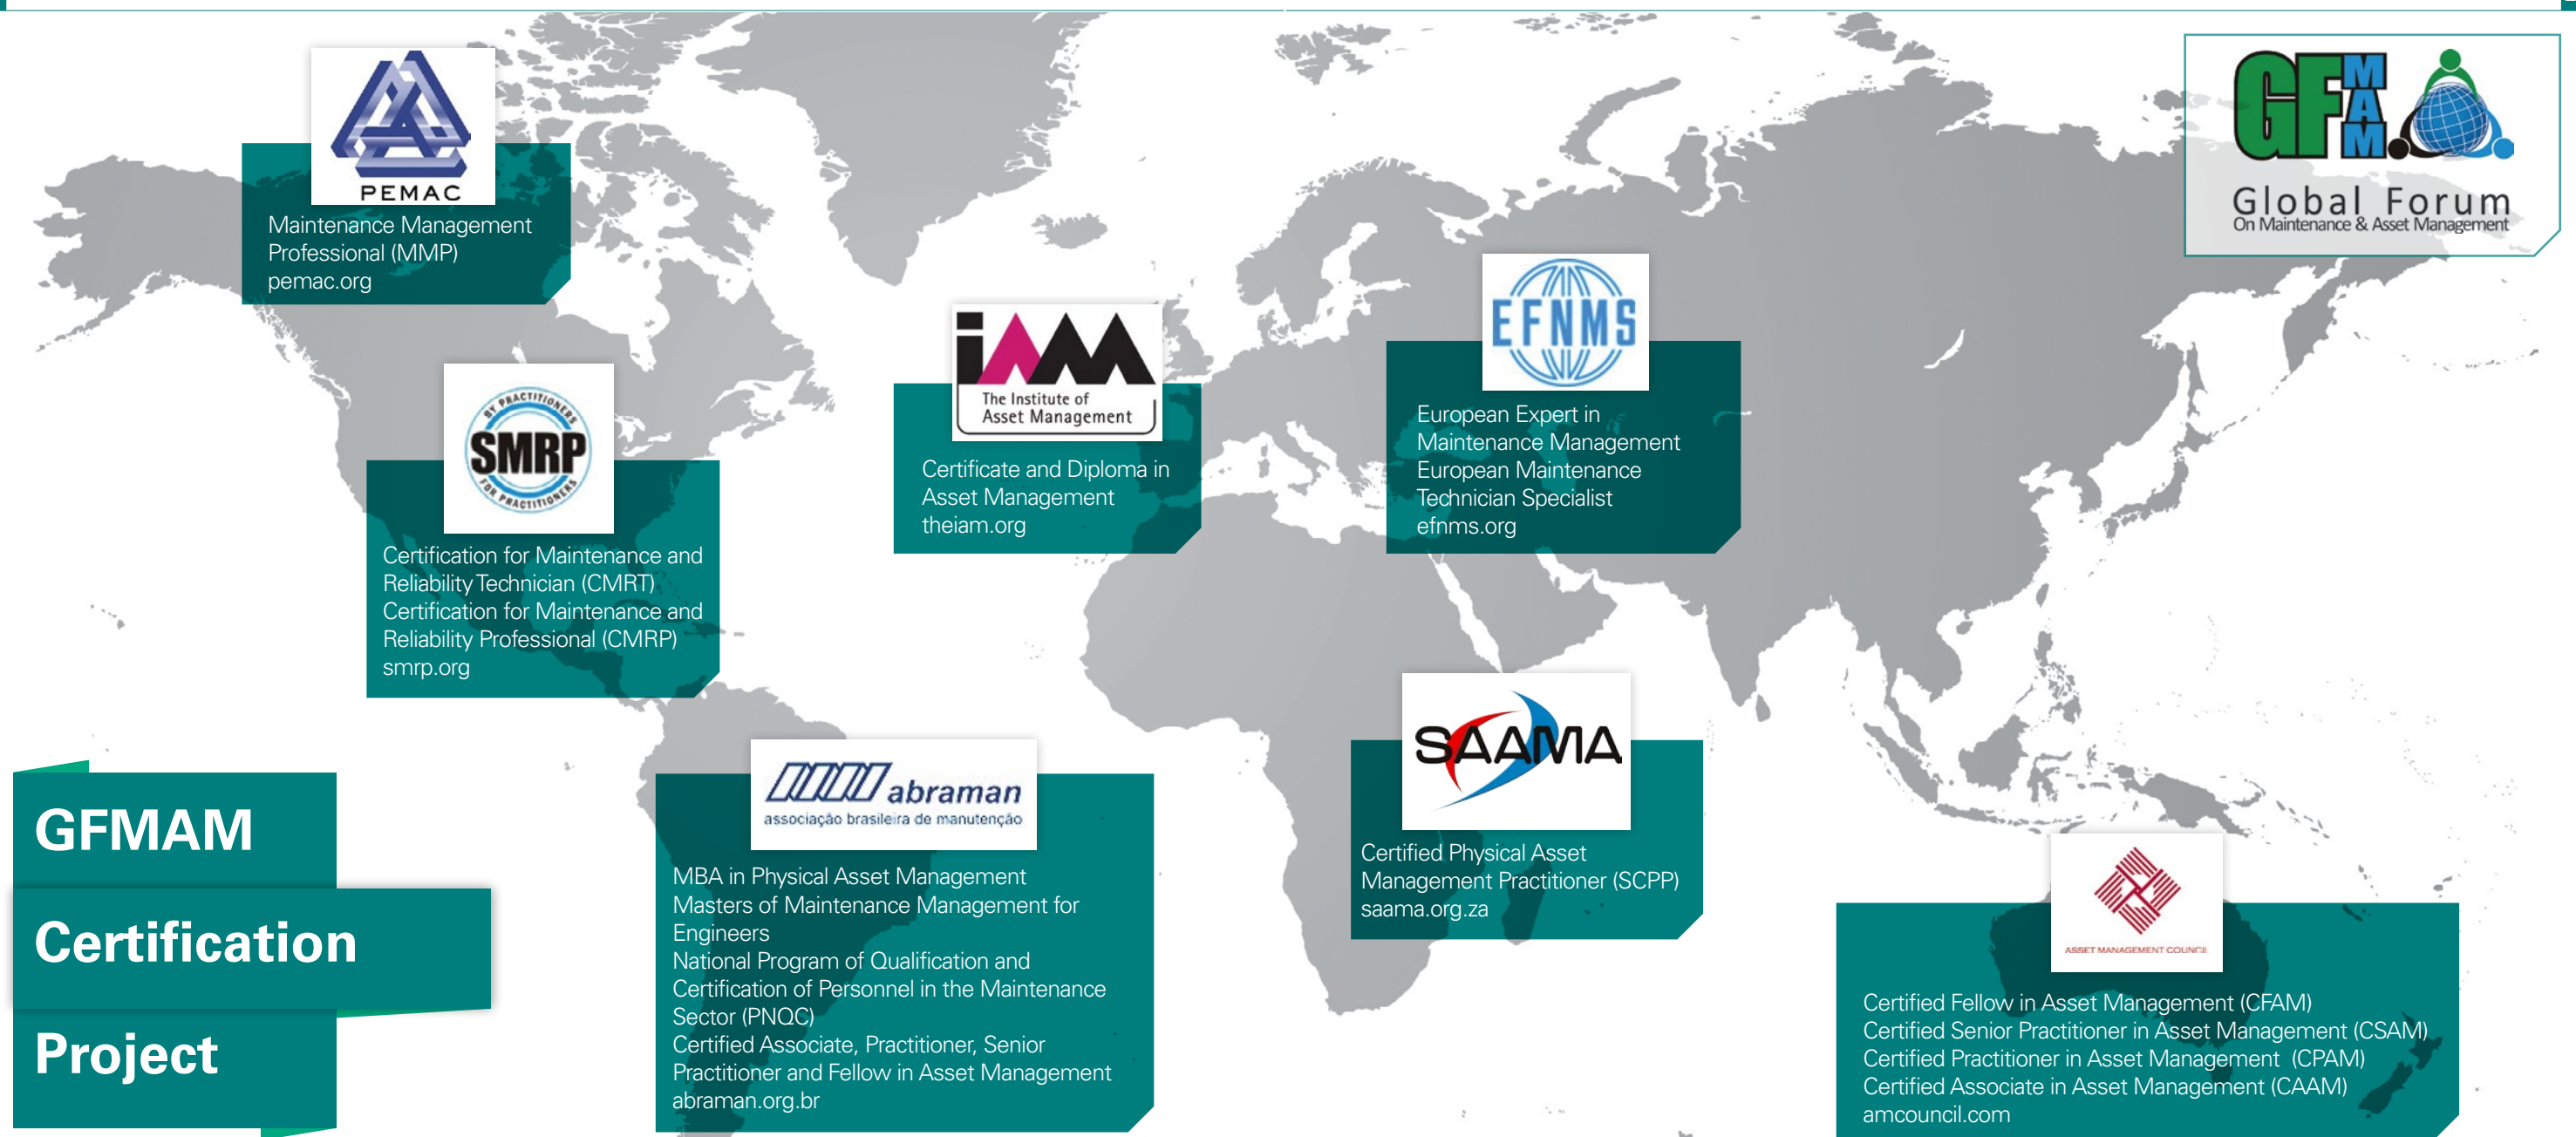 PEMAC
Maintenance Management
Professional (MMP)
pemac.org
BY PRACTITIONERS
SMRP
FOR PRACTITIONERS
Certification for Maintenance and
Reliability Technician (CMRT)
Certification for Maintenance and
Reliability Professional (CMRP)
smrp.org
iAM
The Institute of
Asset Management
Certificate and Diploma in
Asset Management
theiam.org
EFNMS
European Expert in
Maintenance Management
European Maintenance
Technician Specialist
efnms.org
GFMAM
Global Forum
On Maintenance & Asset Management
abraman
associação brasileira de manutenção
MBA in Physical Asset Management
Masters of Maintenance Management for
Engineers
National Program of Qualification and
Certification of Personnel in the Maintenance
Sector (PNQC)
Certified Associate, Practitioner, Senior
Practitioner and Fellow in Asset Management
abraman.org.br
SAAMA
Certified Physical Asset
Management Practitioner (SCPP)
saama.org.za
ASSET MANAGEMENT COUNCIL
Certified Fellow in Asset Management (CFAM)
Certified Senior Practitioner in Asset Management (CSAM)
Certified Practitioner in Asset Management (CPAM)
Certified Associate in Asset Management (CAAM)
amcouncil.com
GFMAM
Certification
Project